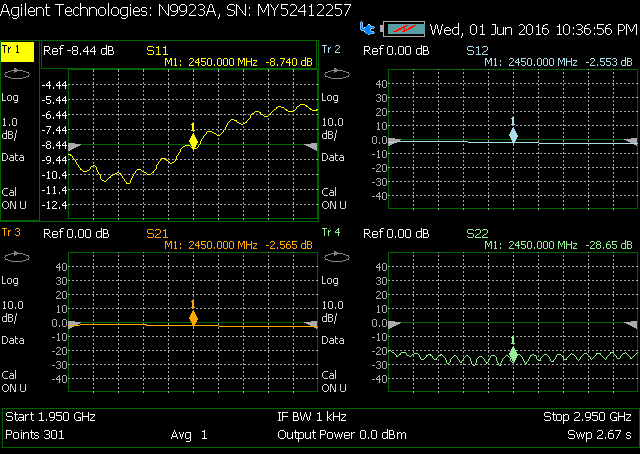 Agilent Technologies: N9923A, SN: MY52412257
Wed, 01 Jun 2016 10:36:56 PM
Tr 1
Ref -8.44 dB
S11
M1: 2450.000 MHz -8.740 dB
Log
1.0
dB/
Data
Cal
ON U
-4.44
-5.44
-6.44
-7.44
-8.44
-9.44
-10.4
-11.4
-12.4
1
Tr 2
Ref 0.00 dB
S12
M1: 2450.000 MHz -2.553 dB
Log
10.0
dB/
Data
Cal
ON U
40
30
20
10
0.0
-10
-20
-30
-40
1
Tr 3
Ref 0.00 dB
S21
M1: 2450.000 MHz -2.565 dB
Log
10.0
dB/
Data
Cal
ON U
40
30
20
10
0.0
-10
-20
-30
-40
1
Tr 4
Ref 0.00 dB
S22
M1: 2450.000 MHz -28.65 dB
Log
10.0
dB/
Data
Cal
ON U
40
30
20
10
0.0
-10
-20
-30
-40
1
Start 1.950 GHz
IF BW 1 kHz
Stop 2.950 GHz
Points 301
Avg 1
Output Power 0.0 dBm
Swp 2.67 s